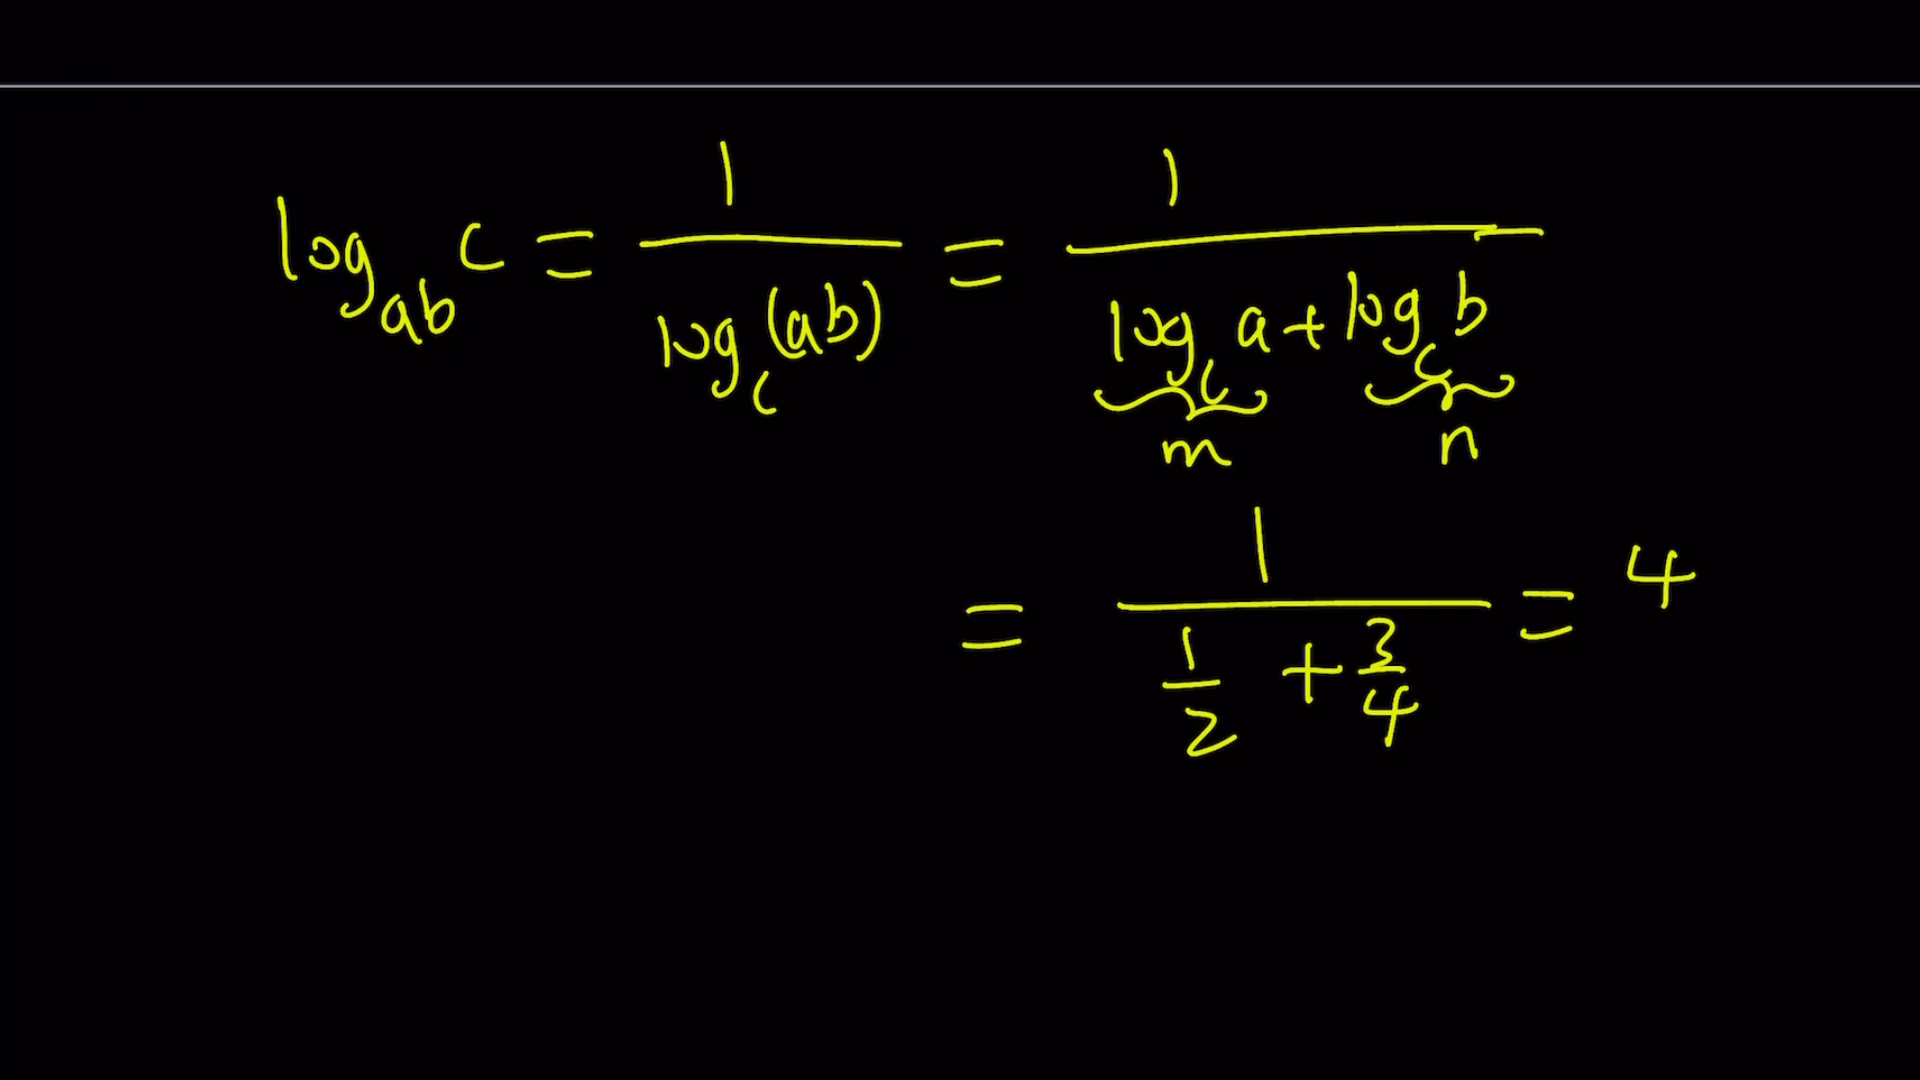 log_ab c = 1/log_c(ab) = 1/(log_c a + log_c b)
m n
= 1/(1/2 + 3/4) = 4